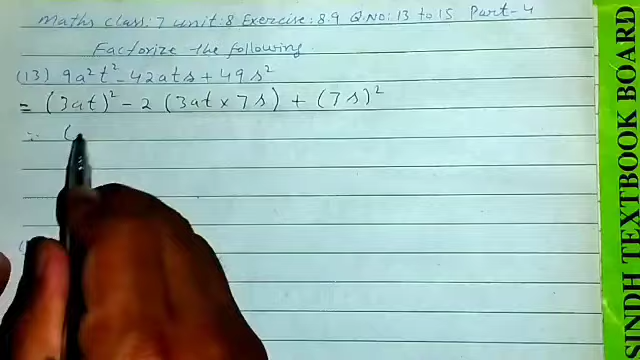 Maths Class: 7 Unit: 8 Exercise: 8.9 Q.NO: 13 to 15 Part-4
Factorize the following.
(13) 9a²t² - 42ats + 49s²
= (3at)² - 2 (3at × 7s) + (7s)²
∵ (
SINDH TEXTBOOK BOARD